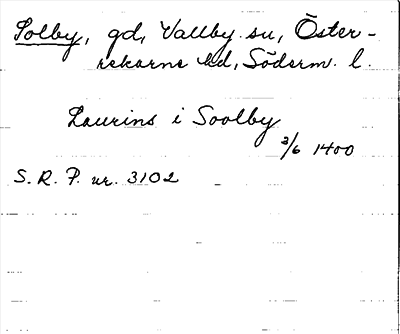 Solby, gd, Vallby sn, Öster-
rekarne hd, Söderm. l.
Laurins i Soolby
3/6 1400
S. R. P. nr. 3102